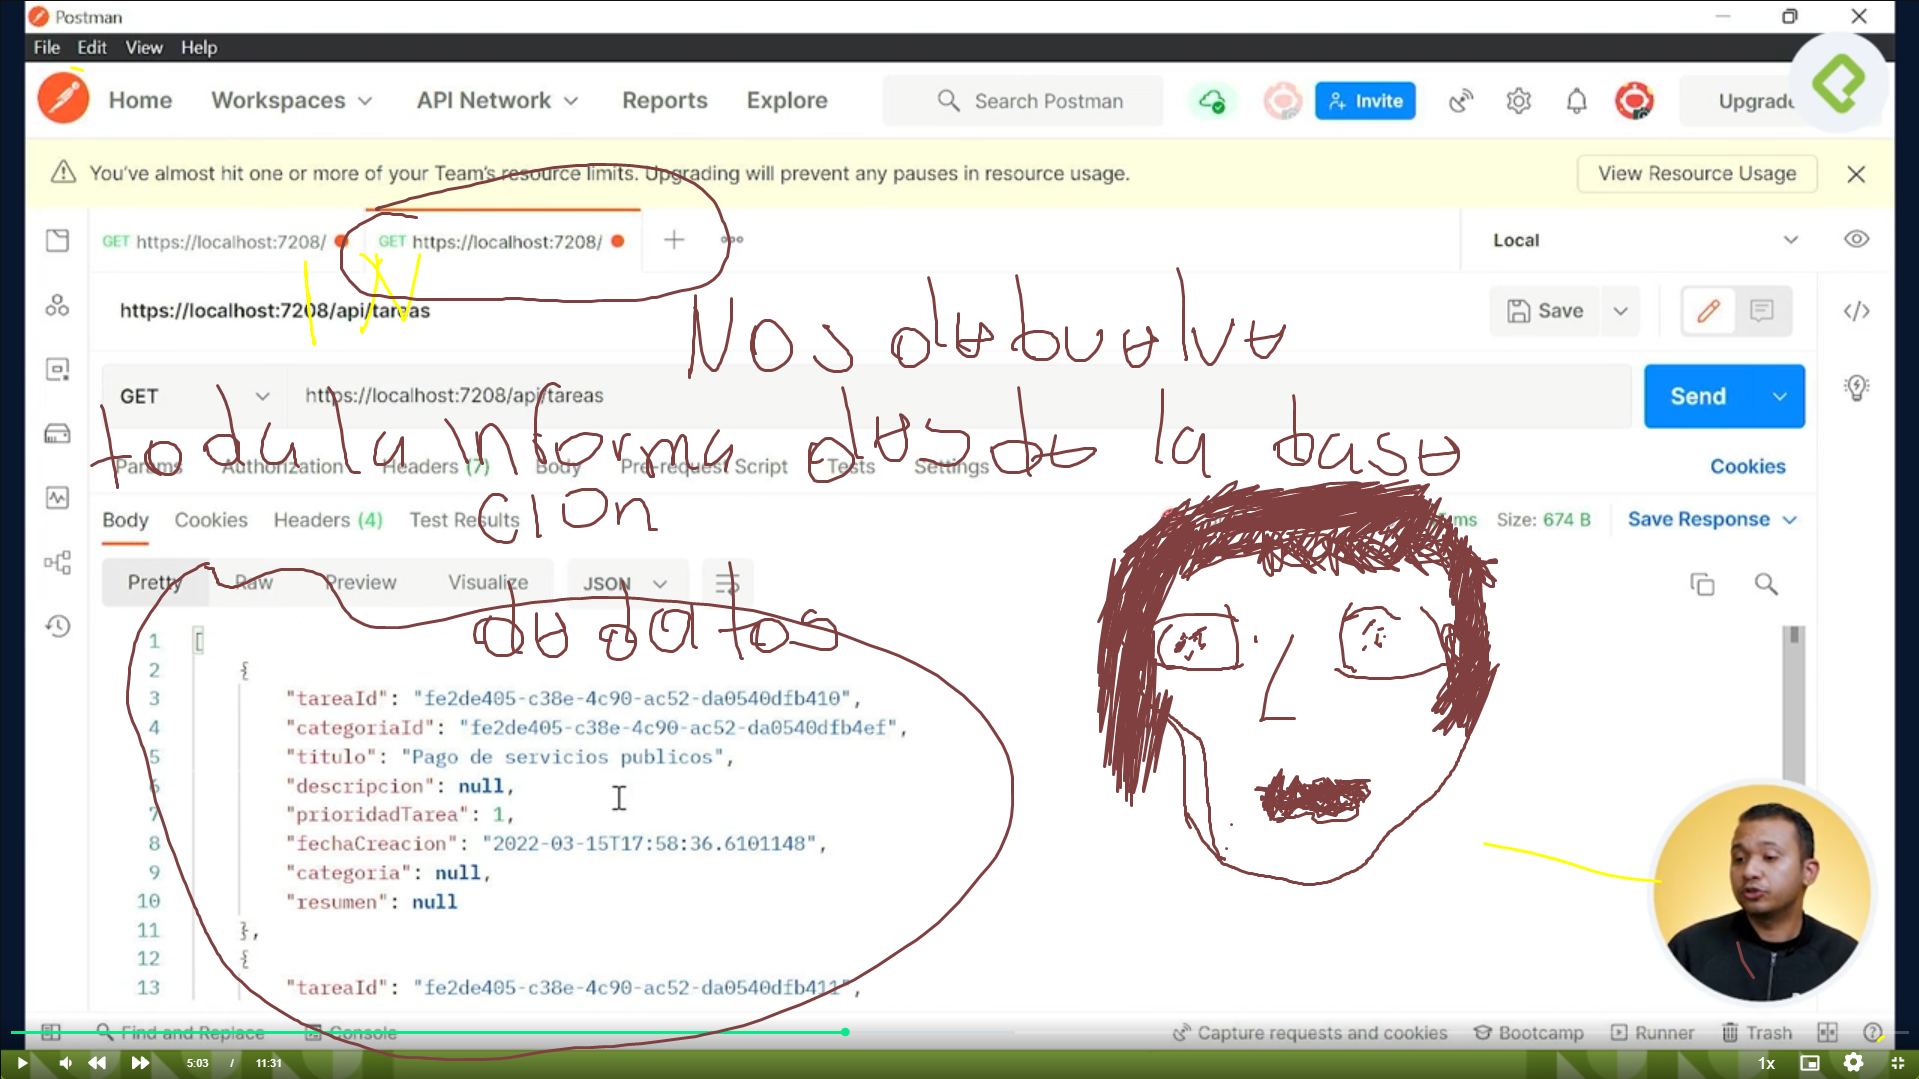 Postman
File Edit View Help
Home Workspaces API Network Reports Explore Search Postman Invite Upgrade
You've almost hit one or more of your Team's resource limits. Upgrading will prevent any pauses in resource usage. View Resource Usage
GET https://localhost:7208/ GET https://localhost:7208/ + Local
https://localhost:7208/api/tareas Save
Nos debuelve
GET https://localhost:7208/api/tareas Send
toda la informa desde la base
Params Authorization Headers (7) Body Pre-request Script Tests Settings Cookies
cion
Body Cookies Headers (4) Test Results ms Size: 674 B Save Response
Pretty Raw Preview Visualize JSON
de datos
1 [
2 {
3 "tareaId": "fe2de405-c38e-4c90-ac52-da0540dfb410",
4 "categoriaId": "fe2de405-c38e-4c90-ac52-da0540dfb4ef",
5 "titulo": "Pago de servicios publicos",
6 "descripcion": null,
7 "prioridadTarea": 1,
8 "fechaCreacion": "2022-03-15T17:58:36.6101148",
9 "categoria": null,
10 "resumen": null
11 },
12 {
13 "tareaId": "fe2de405-c38e-4c90-ac52-da0540dfb411",
Find and Replace Console Capture requests and cookies Bootcamp Runner Trash
5:03 / 11:31 1x